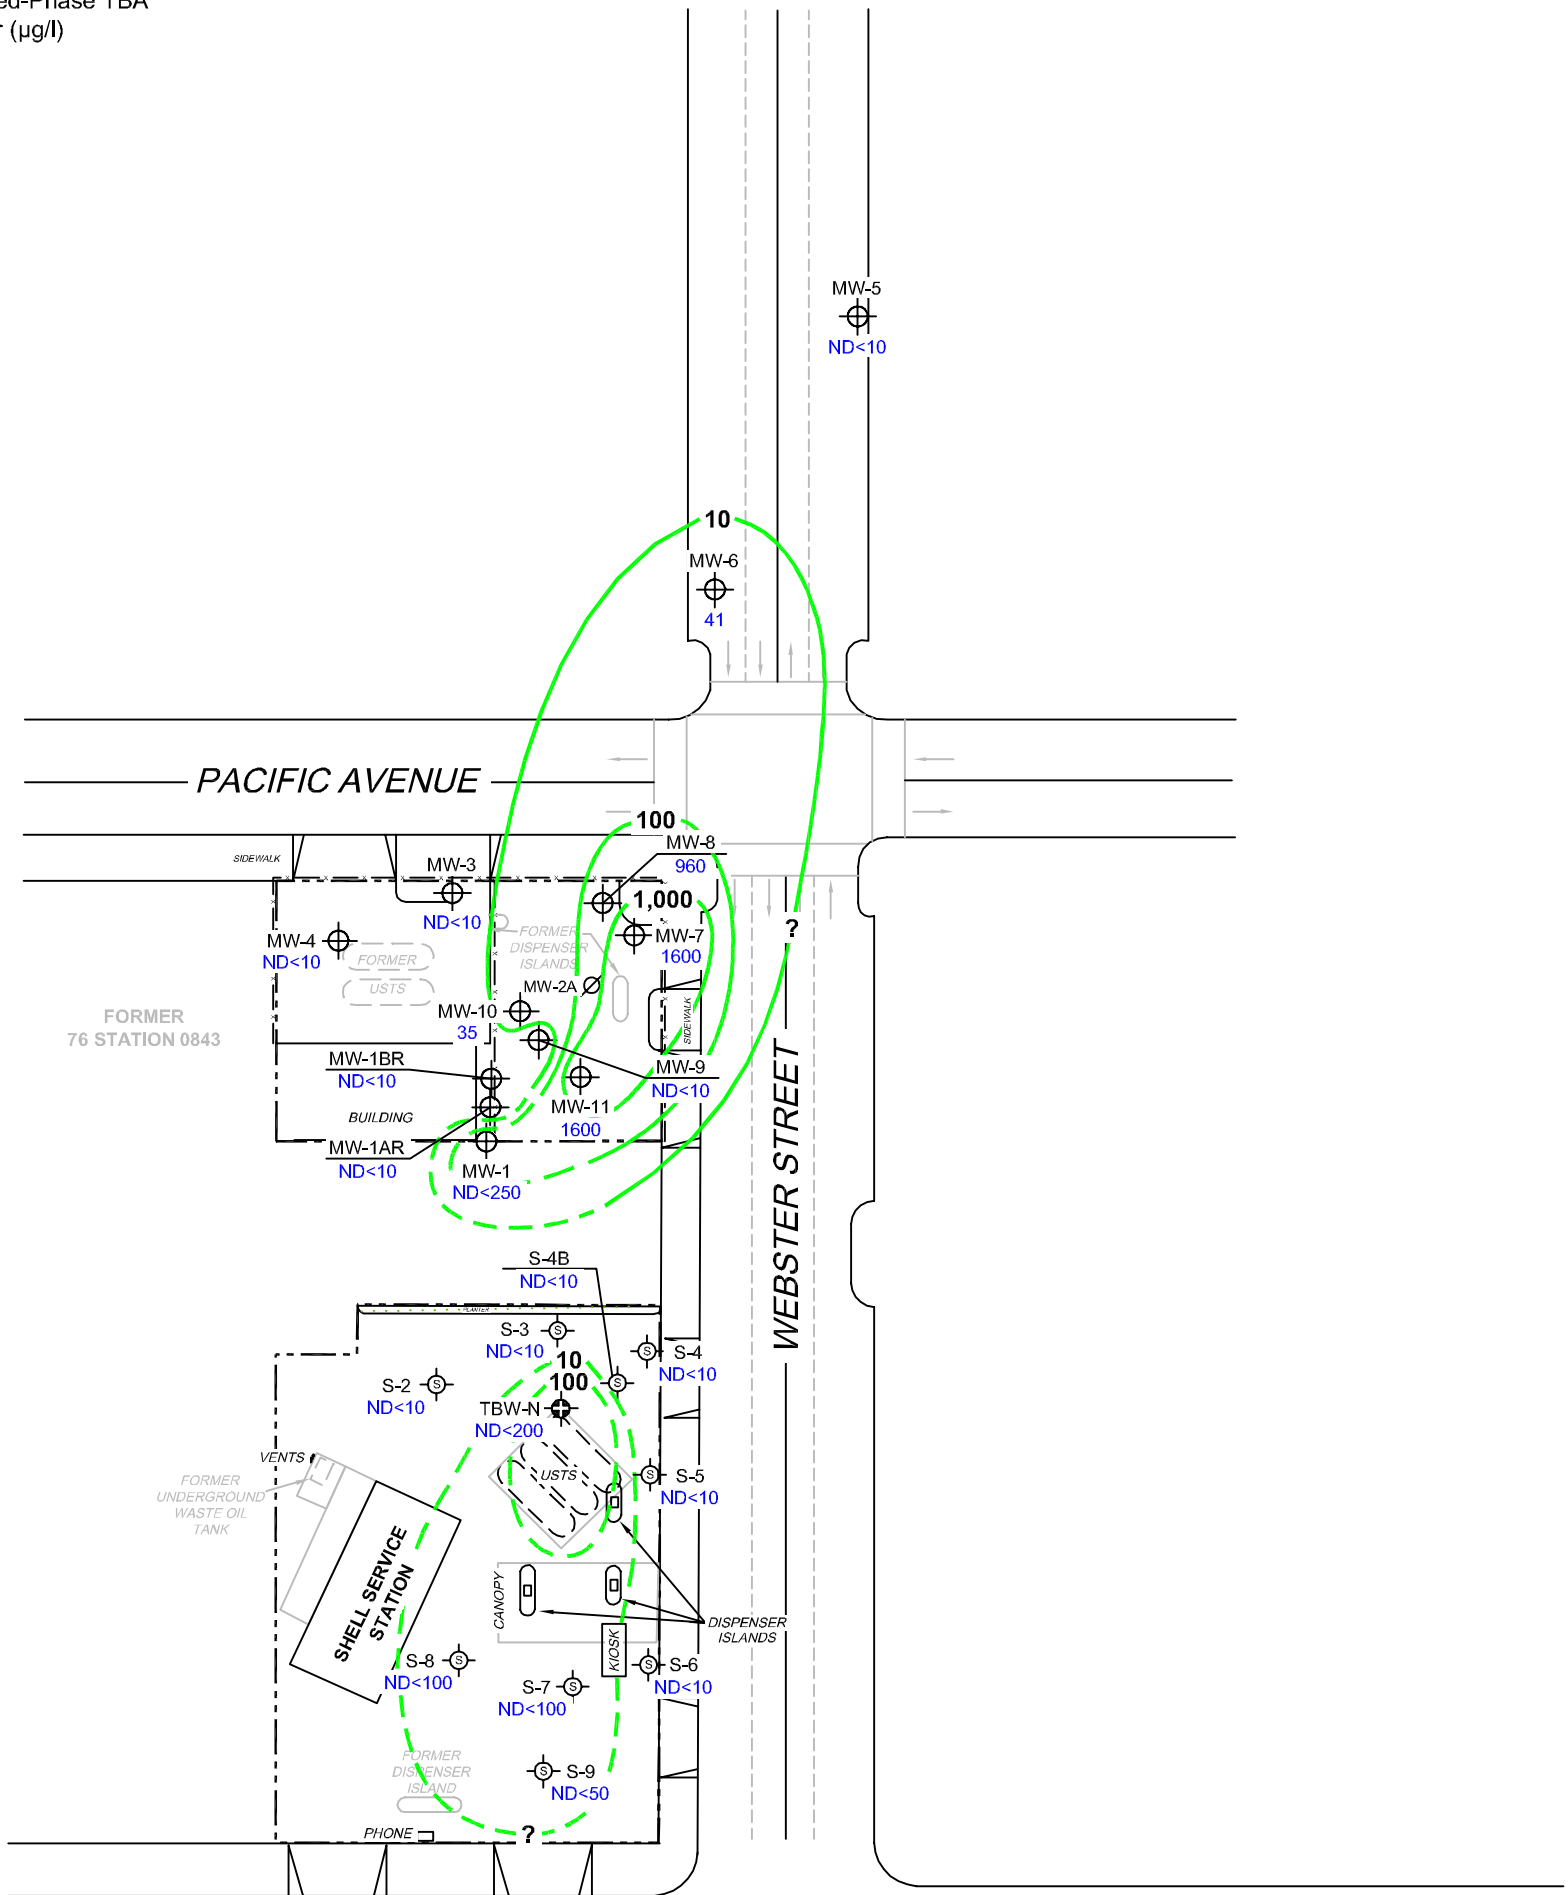 ed-Phase TBA
r (µg/l)
MW-5
ND<10
10
MW-6
41
PACIFIC AVENUE
100
MW-8
960
SIDEWALK
MW-3
ND<10
1,000
MW-4
ND<10
FORMER
USTS
FORMER
DISPENSER
ISLANDS
MW-7
1600
?
MW-2A
MW-10
35
SIDEWALK
FORMER
76 STATION 0843
MW-1BR
ND<10
MW-9
ND<10
BUILDING
MW-11
1600
MW-1AR
ND<10
MW-1
ND<250
WEBSTER STREET
S-4B
ND<10
PLANTER
S-3
ND<10
S
S
S-4
ND<10
10
100
S-2
S
ND<10
S
TBW-N
ND<200
VENTS
USTS
S
S-5
ND<10
FORMER
UNDERGROUND
WASTE OIL
TANK
SHELL SERVICE
STATION
CANOPY
DISPENSER
ISLANDS
KIOSK
S-8
S
ND<100
S-7
S
ND<100
S
S-6
ND<10
FORMER
DISPENSER
ISLAND
S
S-9
ND<50
PHONE
?